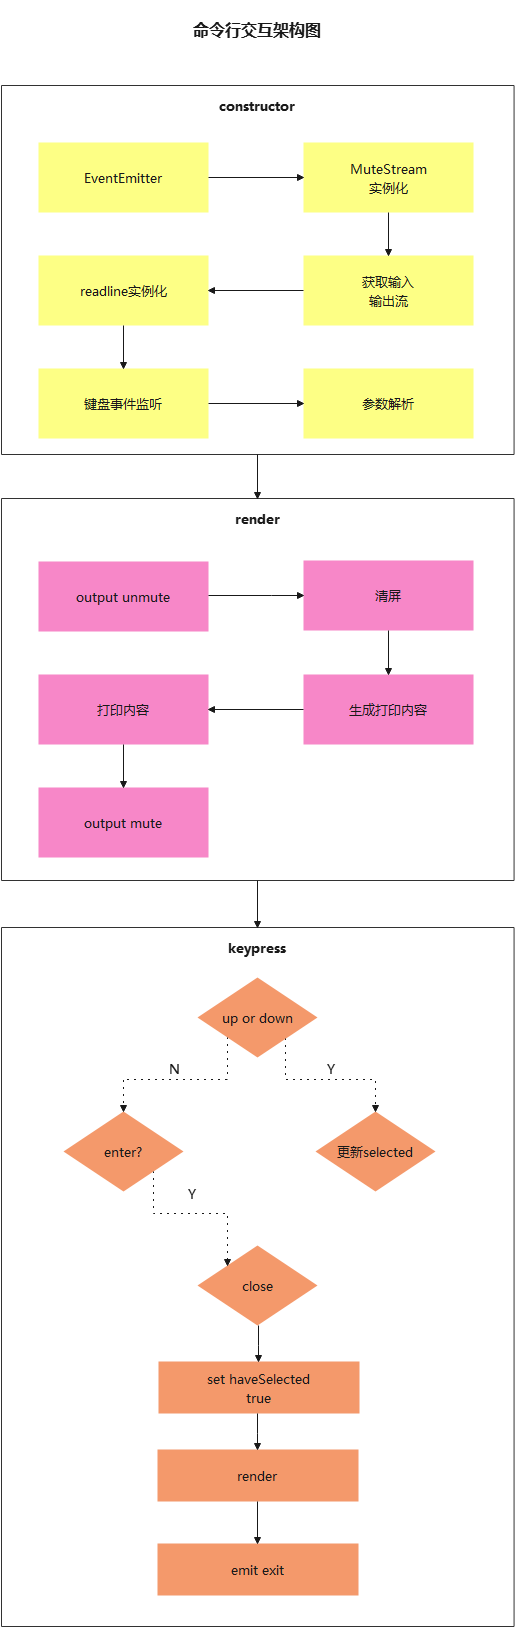 命令行交互架构图
constructor
EventEmitter
MuteStream
实例化
readline实例化
获取输入
输出流
键盘事件监听
参数解析
render
output unmute
清屏
打印内容
生成打印内容
output mute
keypress
up or down
N
Y
enter?
更新selected
Y
close
set haveSelected
true
render
emit exit